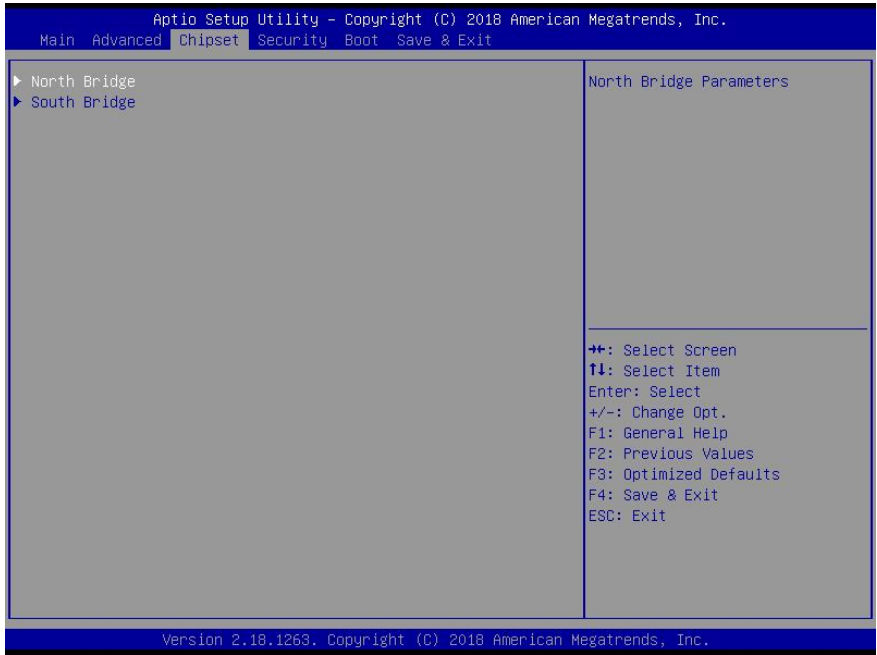 Aptio Setup Utility – Copyright (C) 2018 American Megatrends, Inc.
Main Advanced Chipset Security Boot Save & Exit
▶ North Bridge
▶ South Bridge
North Bridge Parameters
→←: Select Screen
↑↓: Select Item
Enter: Select
+/-: Change Opt.
F1: General Help
F2: Previous Values
F3: Optimized Defaults
F4: Save & Exit
ESC: Exit
Version 2.18.1263. Copyright (C) 2018 American Megatrends, Inc.